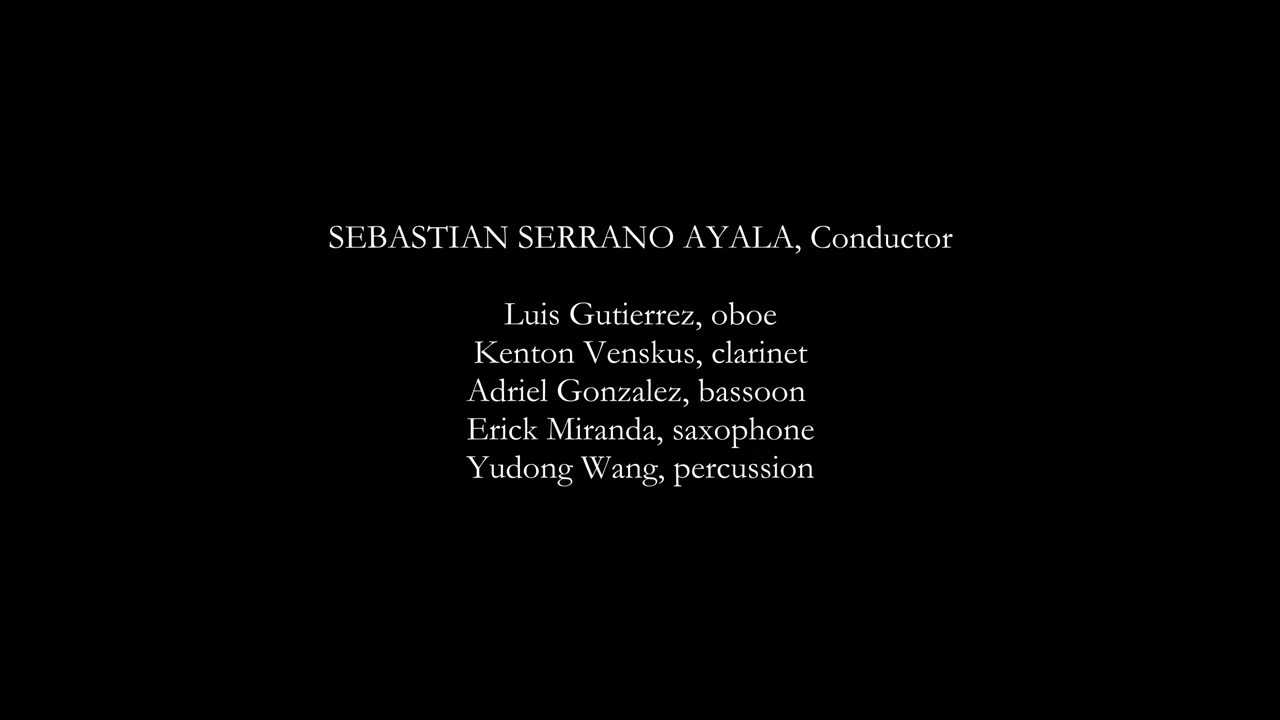 SEBASTIAN SERRANO AYALA, Conductor
Luis Gutierrez, oboe
Kenton Venskus, clarinet
Adriel Gonzalez, bassoon
Erick Miranda, saxophone
Yudong Wang, percussion